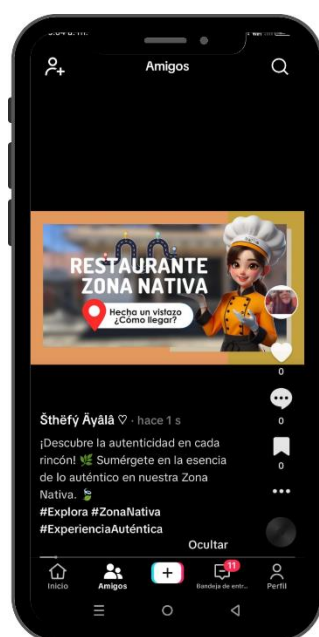 Amigos
RESTAURANTE
ZONA NATIVA
Hecha un vistazo
¿Cómo llegar?
0
Šthëfý Äyâlâ ♡ · hace 1 s
0
¡Descubre la autenticidad en cada
rincón! 🌿 Sumérgete en la esencia
de lo auténtico en nuestra Zona
Nativa. 🍃
0
#Explora #ZonaNativa
#ExperienciaAuténtica
Ocultar
11
Inicio
Amigos
Bandeja de entr...
Perfil